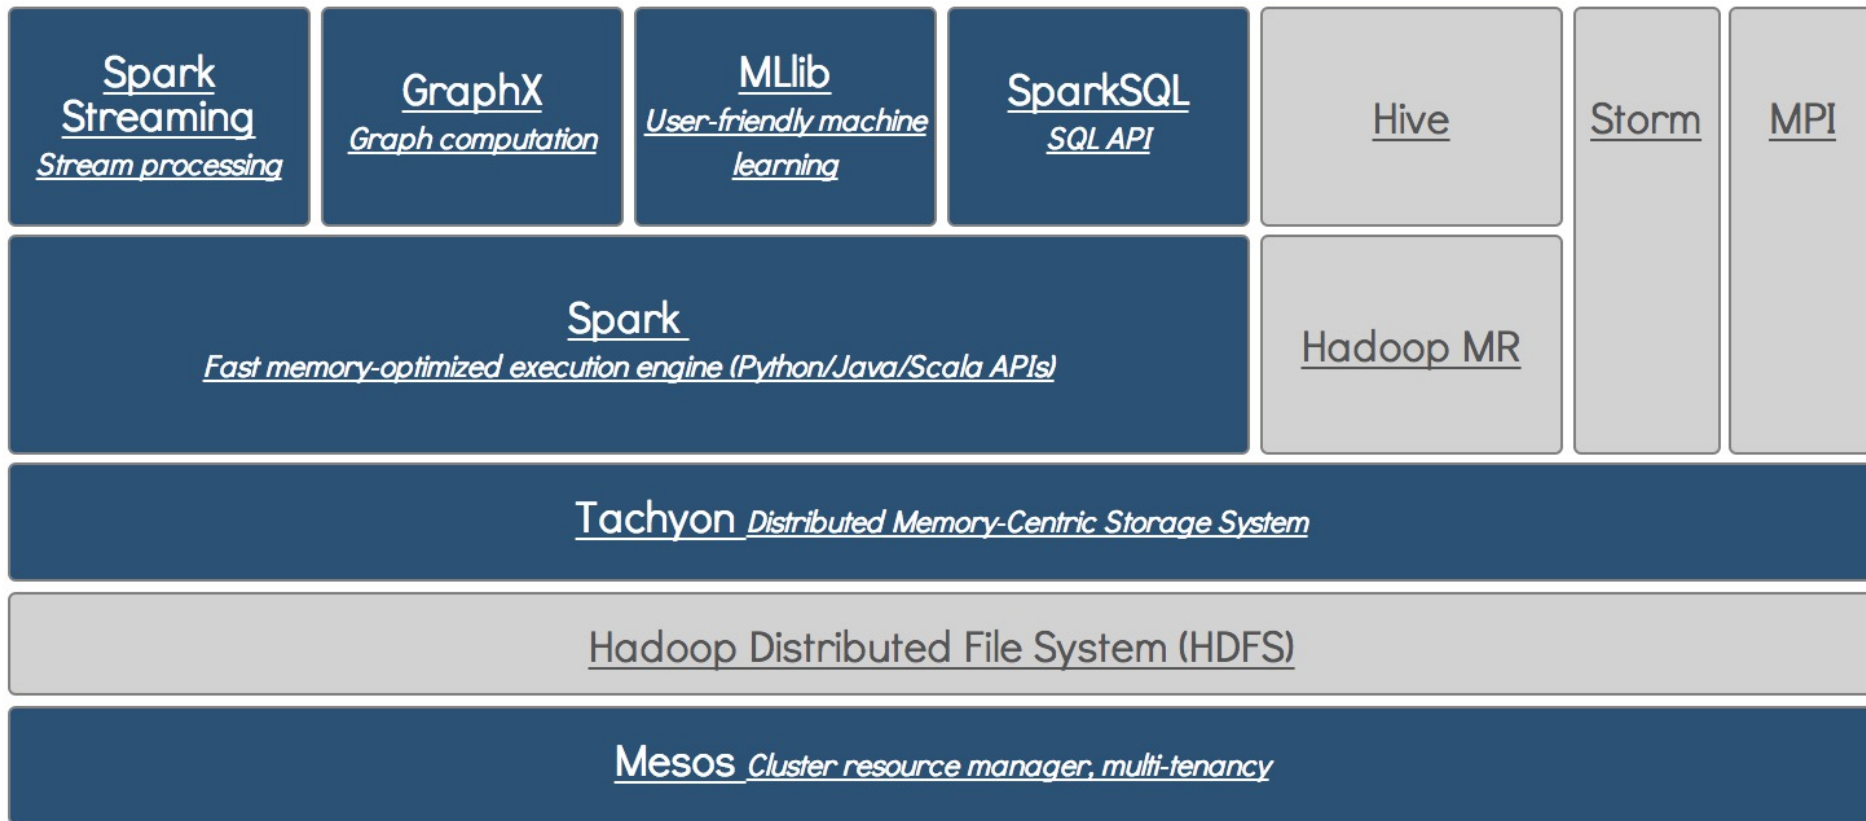 Spark
Streaming
Stream processing
GraphX
Graph computation
MLlib
User-friendly machine
learning
SparkSQL
SQL API
Hive
Storm
MPI
Spark
Fast memory-optimized execution engine (Python/Java/Scala APIs)
Hadoop MR
Tachyon Distributed Memory-Centric Storage System
Hadoop Distributed File System (HDFS)
Mesos Cluster resource manager, multi-tenancy